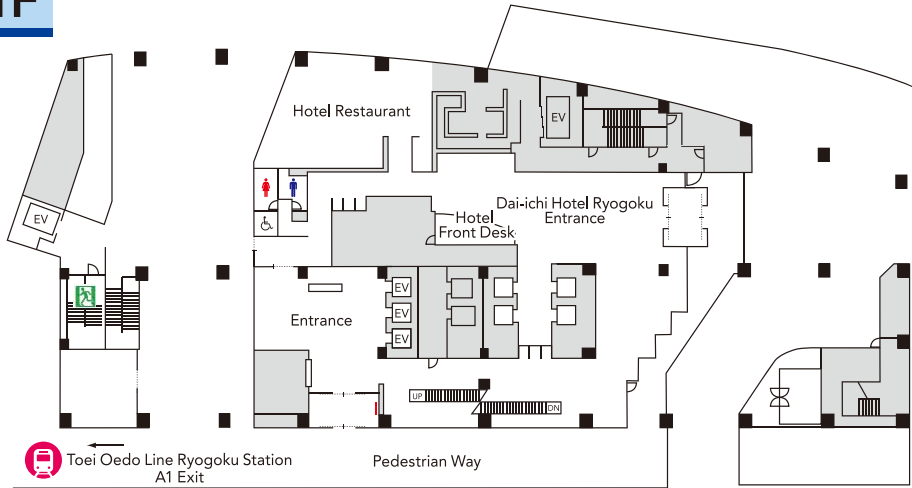 1F
Hotel Restaurant
EV
EV
Dai-ichi Hotel Ryogoku
Entrance
Hotel
Front Desk
EV
Entrance
EV
EV
UP
DN
Toei Oedo Line Ryogoku Station
A1 Exit
Pedestrian Way